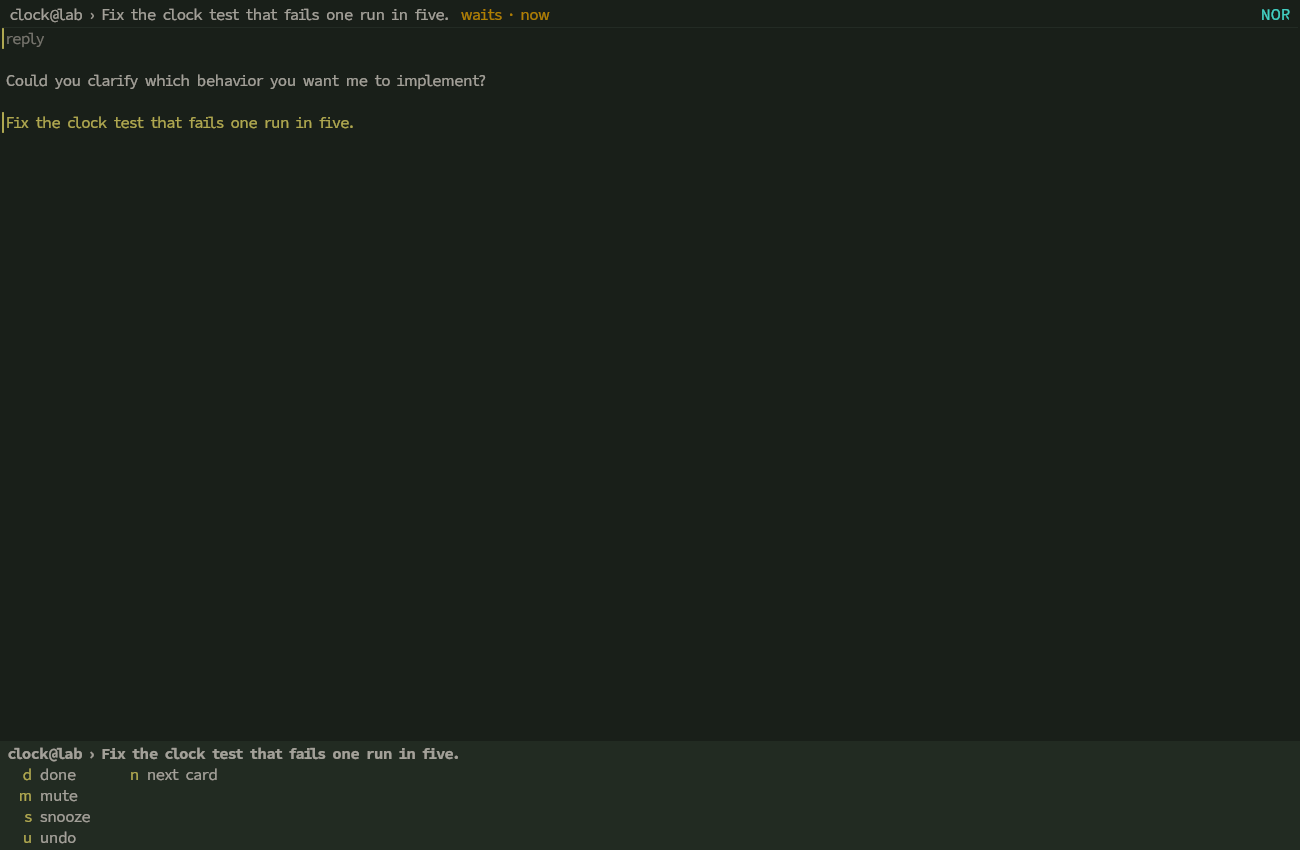 clock@lab › Fix the clock test that fails one run in five. waits · now NOR
reply
Could you clarify which behavior you want me to implement?
Fix the clock test that fails one run in five.
clock@lab › Fix the clock test that fails one run in five.
d done n next card
m mute
s snooze
u undo